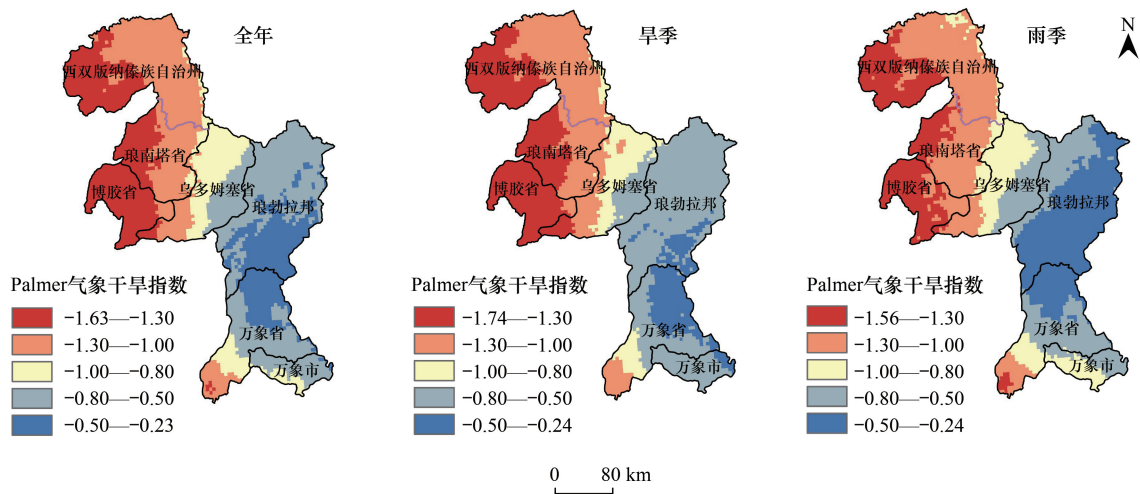 全年
西双版纳傣族自治州
琅南塔省
博胶省
乌多姆塞省
琅勃拉邦
万象省
万象市
Palmer气象干旱指数
-1.63—-1.30
-1.30—-1.00
-1.00—-0.80
-0.80—-0.50
-0.50—-0.23
旱季
西双版纳傣族自治州
琅南塔省
博胶省
乌多姆塞省
琅勃拉邦
万象省
万象市
Palmer气象干旱指数
-1.74—-1.30
-1.30—-1.00
-1.00—-0.80
-0.80—-0.50
-0.50—-0.24
雨季
N
西双版纳傣族自治州
琅南塔省
博胶省
乌多姆塞省
琅勃拉邦
万象省
万象市
Palmer气象干旱指数
-1.56—-1.30
-1.30—-1.00
-1.00—-0.80
-0.80—-0.50
-0.50—-0.24
0 80 km